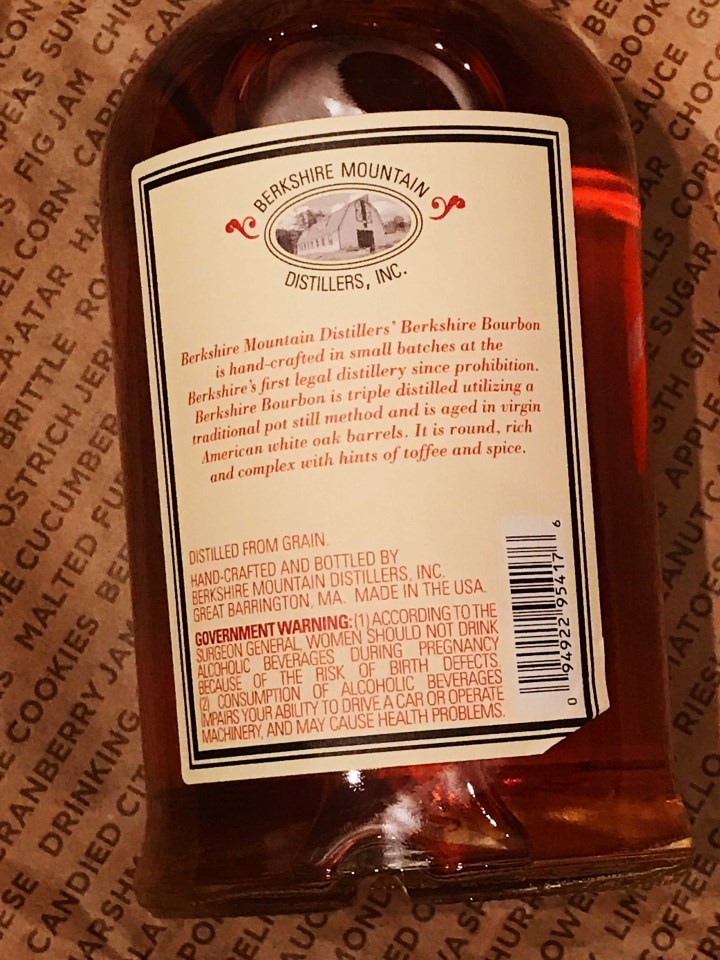 BERKSHIRE MOUNTAIN
DISTILLERS, INC.
Berkshire Mountain Distillers' Berkshire Bourbon
is hand-crafted in small batches at the
Berkshire's first legal distillery since prohibition.
Berkshire Bourbon is triple distilled utilizing a
traditional pot still method and is aged in virgin
American white oak barrels. It is round, rich
and complex with hints of toffee and spice.
DISTILLED FROM GRAIN.
HAND-CRAFTED AND BOTTLED BY
BERKSHIRE MOUNTAIN DISTILLERS, INC.
GREAT BARRINGTON, MA. MADE IN THE USA.
GOVERNMENT WARNING: (1) ACCORDING TO THE
SURGEON GENERAL, WOMEN SHOULD NOT DRINK
ALCOHOLIC BEVERAGES DURING PREGNANCY
BECAUSE OF THE RISK OF BIRTH DEFECTS.
(2) CONSUMPTION OF ALCOHOLIC BEVERAGES
IMPAIRS YOUR ABILITY TO DRIVE A CAR OR OPERATE
MACHINERY, AND MAY CAUSE HEALTH PROBLEMS.
0 94922 95417 6
FIG JAM
CORN
BRITTLE
OSTRICH
CUCUMBER
MALTED
COOKIES
CRANBERRY JAM
DRINKING
CANDIED
SAUCE
SUGAR
GIN
APPLE
COFFEE